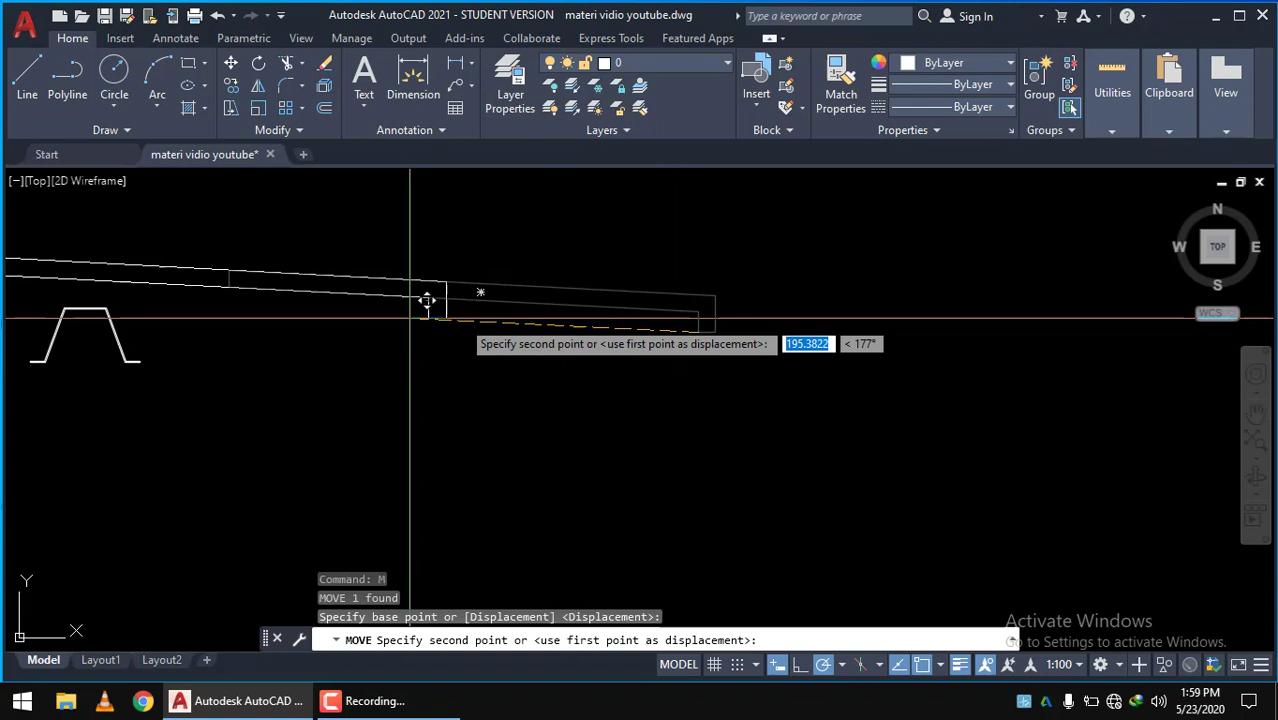 Autodesk AutoCAD 2021 - STUDENT VERSION materi vidio youtube.dwg
Type a keyword or phrase
Sign In
Home Insert Annotate Parametric View Manage Output Add-ins Collaborate Express Tools Featured Apps
Line Polyline Circle Arc
Text Dimension
Layer Properties
0
Insert
Match Properties
ByLayer
ByLayer
ByLayer
Group
Utilities Clipboard View
Draw Modify Annotation Layers Block Properties Groups
Start materi vidio youtube*
[−][Top][2D Wireframe]
N
W TOP E
S
WCS
Specify second point or <use first point as displacement>: 195.3822 < 177°
Command: M
MOVE 1 found
Specify base point or [Displacement] <Displacement>:
MOVE Specify second point or <use first point as displacement>:
Y
X
Activate Windows
Go to Settings to activate Windows.
Model Layout1 Layout2
MODEL 1:100
Autodesk AutoCAD ... Recording...
1:59 PM
5/23/2020